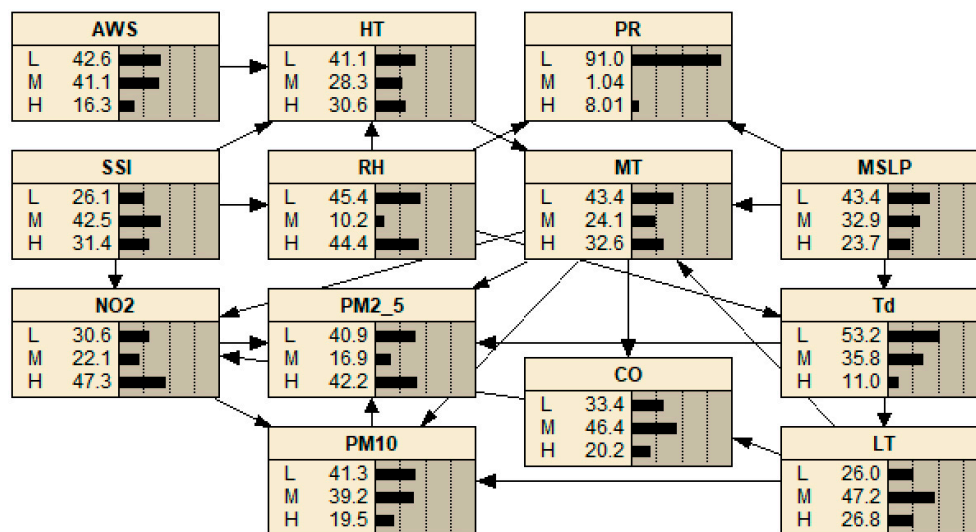 AWS
L 42.6
M 41.1
H 16.3
HT
L 41.1
M 28.3
H 30.6
PR
L 91.0
M 1.04
H 8.01
SSI
L 26.1
M 42.5
H 31.4
RH
L 45.4
M 10.2
H 44.4
MT
L 43.4
M 24.1
H 32.6
MSLP
L 43.4
M 32.9
H 23.7
NO2
L 30.6
M 22.1
H 47.3
PM2_5
L 40.9
M 16.9
H 42.2
Td
L 53.2
M 35.8
H 11.0
CO
L 33.4
M 46.4
H 20.2
PM10
L 41.3
M 39.2
H 19.5
LT
L 26.0
M 47.2
H 26.8